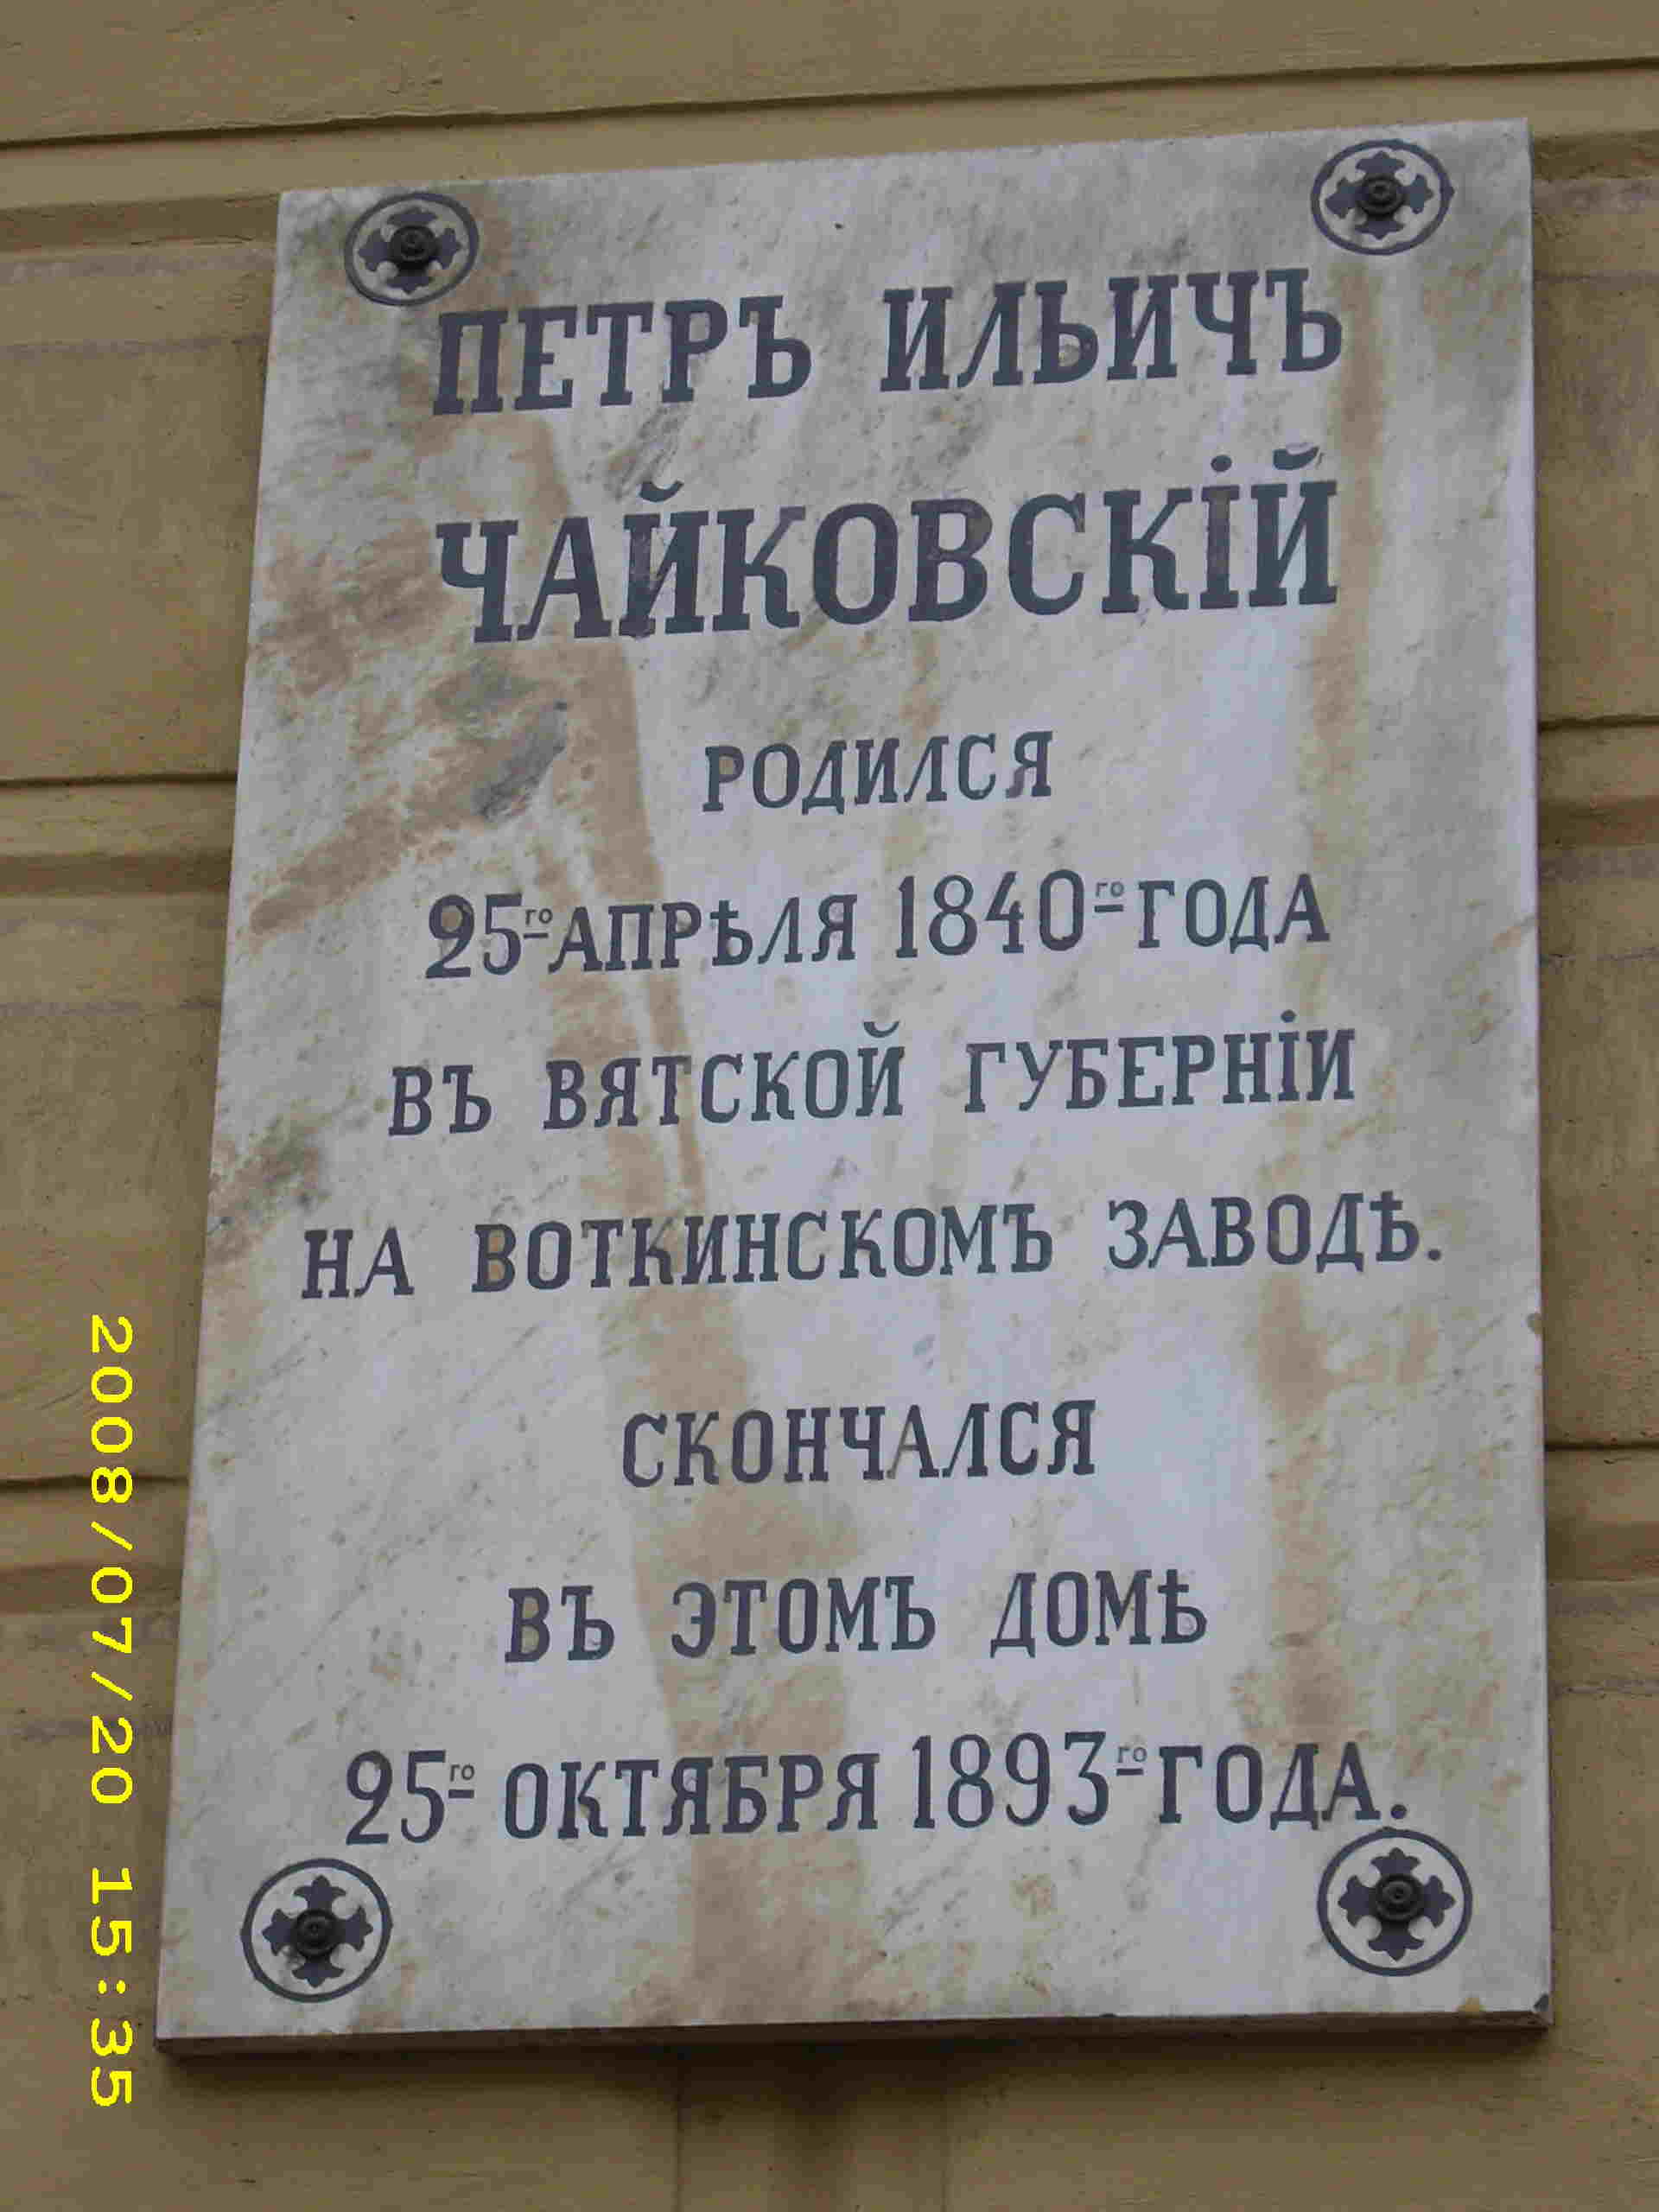 ПЕТРЪ ИЛЬИЧЪ
ЧАЙКОВСКІЙ
РОДИЛСЯ
25го АПРѢЛЯ 1840го ГОДА
ВЪ ВЯТСКОЙ ГУБЕРНІИ
НА ВОТКИНСКОМЪ ЗАВОДѢ.
СКОНЧАЛСЯ
ВЪ ЭТОМЪ ДОМѢ
25го ОКТЯБРЯ 1893го ГОДА.
2008/07/20 15:35